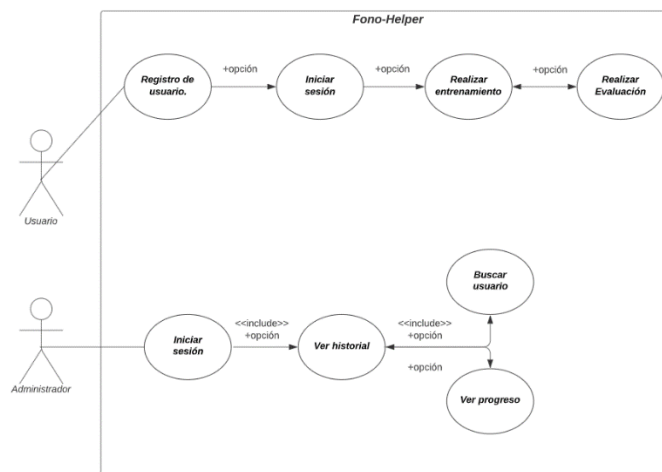 Fono-Helper
Registro de
usuario.
+opción
Iniciar
sesión
+opción
Realizar
entrenamiento
+opción
Realizar
Evaluación
Usuario
Buscar
usuario
Iniciar
sesión
<<include>>
+opción
Ver historial
<<include>>
+opción
+opción
Ver progreso
Administrador